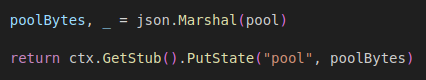 poolBytes, _ = json.Marshal(pool)
return ctx.GetStub().PutState("pool", poolBytes)